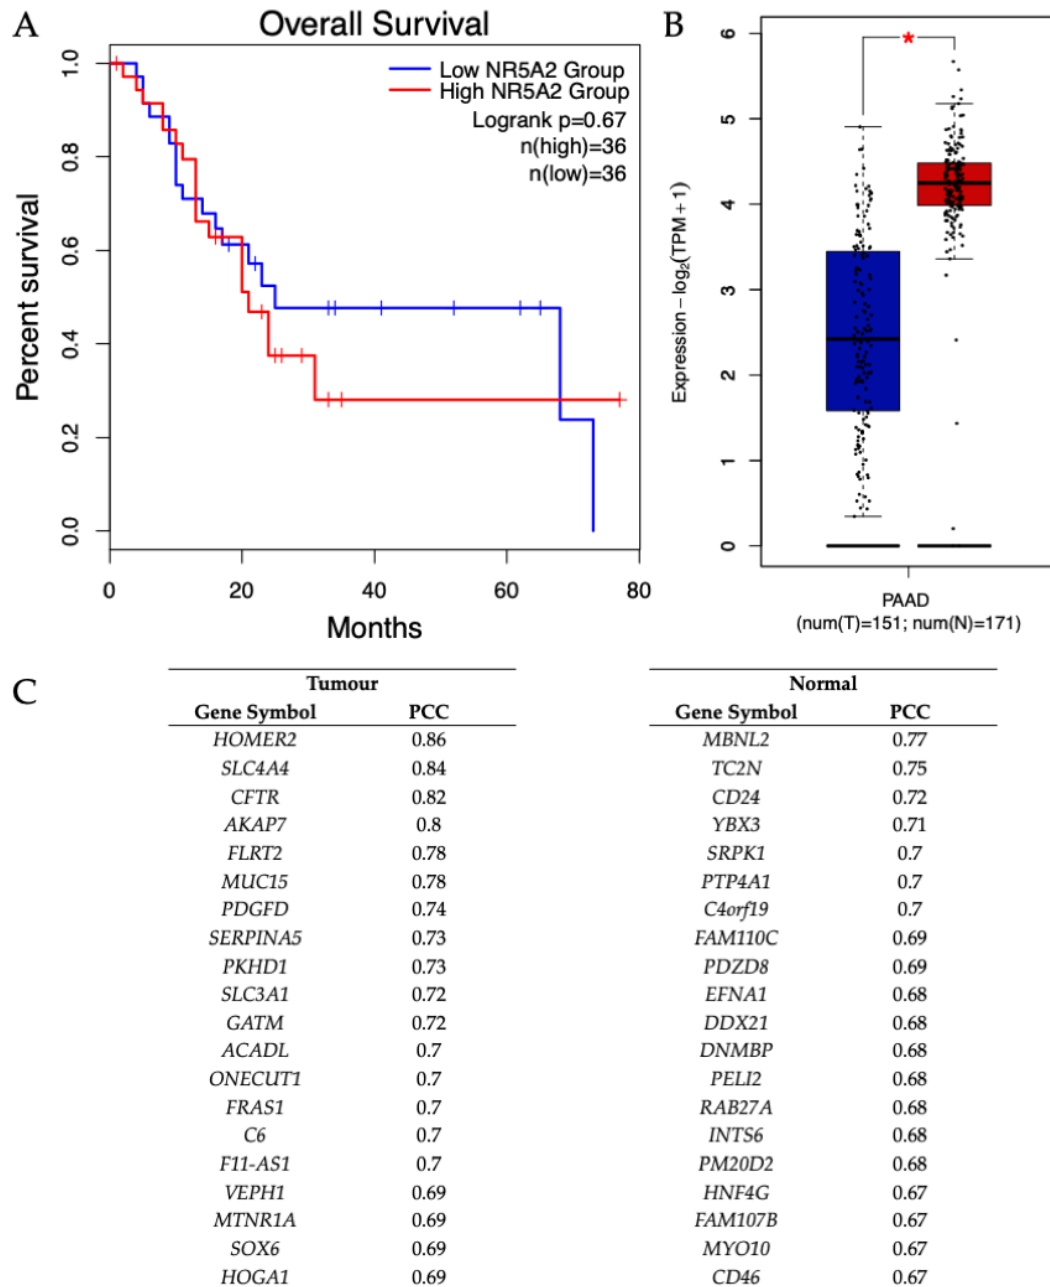 A
Overall Survival
Low NR5A2 Group
High NR5A2 Group
Logrank p=0.67
n(high)=36
n(low)=36
Percent survival
1.0
0.8
0.6
0.4
0.2
0.0
0 20 40 60 80
Months
B
*
Expression – log₂(TPM + 1)
6
5
4
3
2
1
0
PAAD
(num(T)=151; num(N)=171)
C
Tumour
Gene Symbol PCC
HOMER2 0.86
SLC4A4 0.84
CFTR 0.82
AKAP7 0.8
FLRT2 0.78
MUC15 0.78
PDGFD 0.74
SERPINA5 0.73
PKHD1 0.73
SLC3A1 0.72
GATM 0.72
ACADL 0.7
ONECUT1 0.7
FRAS1 0.7
C6 0.7
F11-AS1 0.7
VEPH1 0.69
MTNR1A 0.69
SOX6 0.69
HOGA1 0.69
Normal
Gene Symbol PCC
MBNL2 0.77
TC2N 0.75
CD24 0.72
YBX3 0.71
SRPK1 0.7
PTP4A1 0.7
C4orf19 0.7
FAM110C 0.69
PDZD8 0.69
EFNA1 0.68
DDX21 0.68
DNMBP 0.68
PELI2 0.68
RAB27A 0.68
INTS6 0.68
PM20D2 0.68
HNF4G 0.67
FAM107B 0.67
MYO10 0.67
CD46 0.67